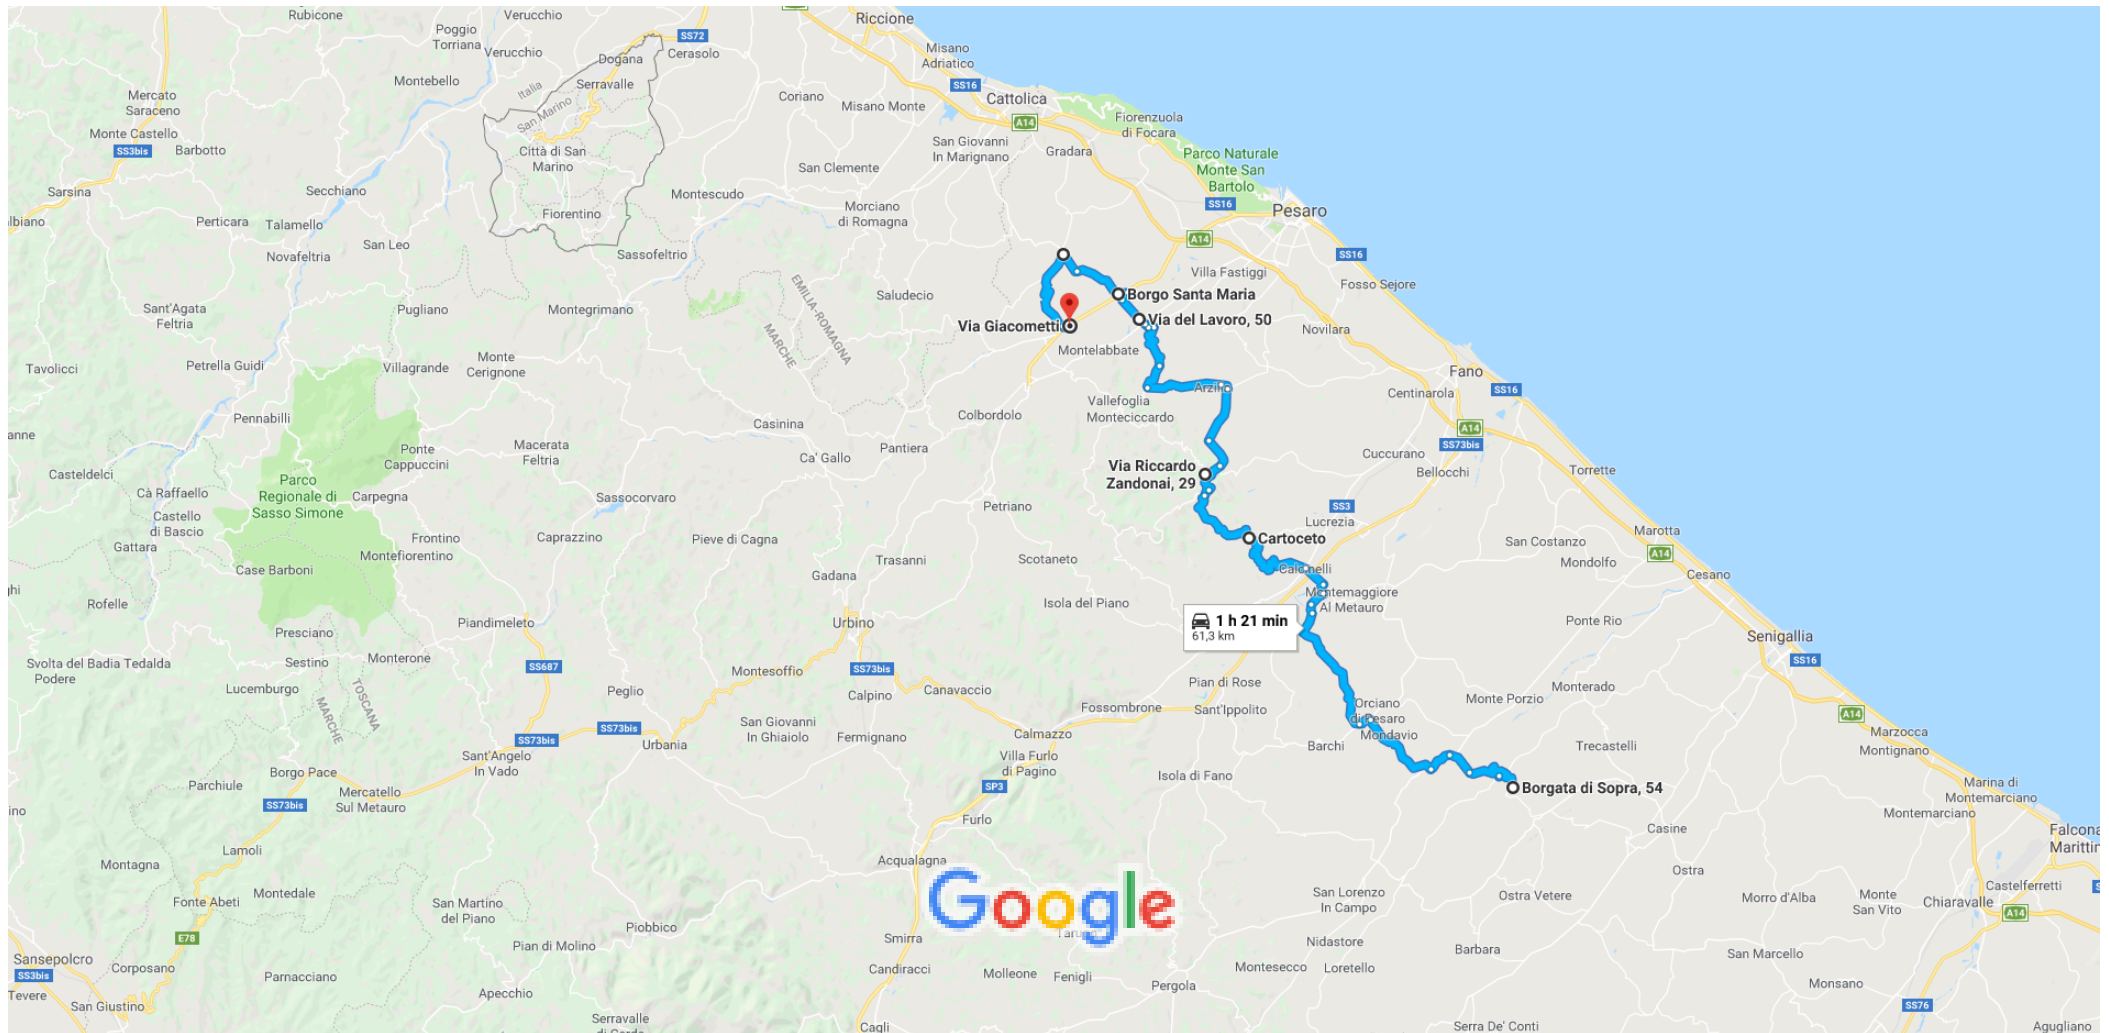 Rubicone
Verucchio
Riccione
Poggio
Torriana
SS72
Verucchio
Dogana
Cerasolo
Misano
Adriatico
Montebello
Italia
Serravalle
SS16
Mercato
Saraceno
Coriano
Misano Monte
Cattolica
San Marino
A14
Fiorenzuola
di Focara
Monte Castello
SS3bis
Barbotto
Città di San
Marino
San Giovanni
In Marignano
Gradara
Parco Naturale
Monte San
Bartolo
San Clemente
Sarsina
Secchiano
Montescudo
SS16
Pesaro
lbiano
Perticara
Talamello
Fiorentino
Morciano
di Romagna
San Leo
A14
Novafeltria
Sassofeltrio
SS16
Villa Fastiggi
Fosso Sejore
EMILIA-ROMAGNA
MARCHE
Saludecio
Borgo Santa Maria
Sant'Agata
Feltria
Pugliano
Montegrimano
Via Giacometti
Via del Lavoro, 50
Novilara
Montelabbate
Tavolicci
Petrella Guidi
Villagrande
Monte
Cerignone
Fano
SS16
Arzilla
Centinarola
Pennabilli
Colbordolo
Vallefoglia
Monteciccardo
Casinina
anne
Ponte
Cappuccini
Macerata
Feltria
Ca' Gallo
Pantiera
A14
SS73bis
Cuccurano
Bellocchi
Torrette
Casteldelci
Parco
Regionale di
Sasso Simone
Via Riccardo
Zandonai, 29
Cà Raffaello
Carpegna
Sassocorvaro
Petriano
SS3
Lucrezia
Castello
di Bascio
Gattara
Frontino
Montefiorentino
Caprazzino
Pieve di Cagna
Cartoceto
San Costanzo
Marotta
A14
Case Barboni
Trasanni
Scotaneto
Calcinelli
Mondolfo
Cesano
ghi
Rofelle
Gadana
Isola del Piano
Montemaggiore
Al Metauro
Piandimeleto
Urbino
1 h 21 min
61,3 km
Ponte Rio
Presciano
Senigallia
Svolta del Badia Tedalda
Podere
Sestino
Monterone
SS687
SS73bis
Montesoffio
SS16
Lucemburgo
TOSCANA
MARCHE
Peglio
Calpino
Canavaccio
Pian di Rose
Monterado
Fossombrone
Sant'Ippolito
Orciano
di Pesaro
Monte Porzio
SS73bis
San Giovanni
In Ghiaiolo
Fermignano
Calmazzo
Mondavio
A14
SS73bis
Urbania
Barchi
Trecastelli
Marzocca
Montignano
Sant'Angelo
In Vado
Villa Furlo
di Pagino
Borgo Pace
Isola di Fano
Parchiule
Mercatello
Sul Metauro
SP3
Borgata di Sopra, 54
Marina di
Montemarciano
SS73bis
ino
Furlo
Montemarciano
Casine
Falcona
Marittim
Lamoli
Montagna
Acqualagna
Ostra
Montedale
Fonte Abeti
San Martino
del Piano
Google
San Lorenzo
In Campo
Ostra Vetere
Morro d'Alba
Monte
San Vito
Castelferretti
Chiaravalle
A14
E78
Piobbico
Smirra
Pian di Molino
Nidastore
Barbara
San Marcello
Sansepolcro
SS3bis
Corposano
Parnacciano
Candiracci
Molleone
Fenigli
Montesecco
Loretello
Tevere
San Giustino
Apecchio
Pergola
Monsano
SS76
Serravalle
di Carda
Cagli
Serra De' Conti
Agugliano